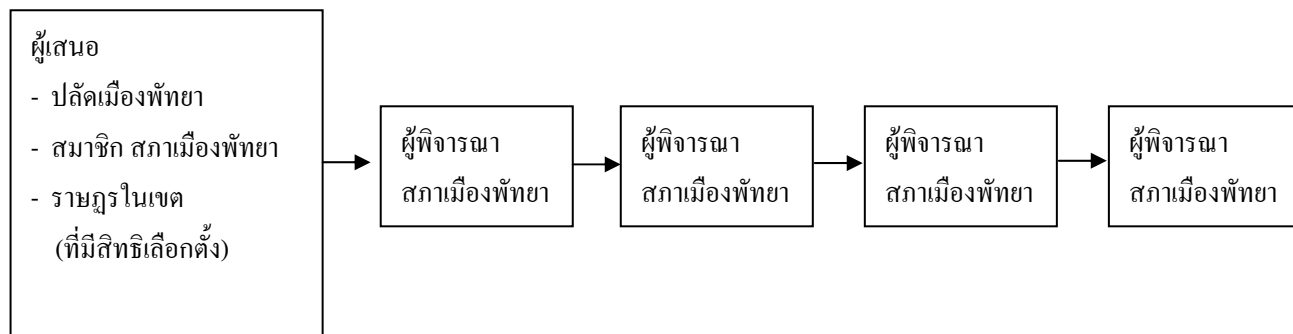 ผู้เสนอ
- ปลัดเมืองพัทยา
- สมาชิก สภาเมืองพัทยา
- ราษฎรในเขต
(ที่มีสิทธิเลือกตั้ง)
ผู้พิจารณา
สภาเมืองพัทยา
ผู้พิจารณา
สภาเมืองพัทยา
ผู้พิจารณา
สภาเมืองพัทยา
ผู้พิจารณา
สภาเมืองพัทยา